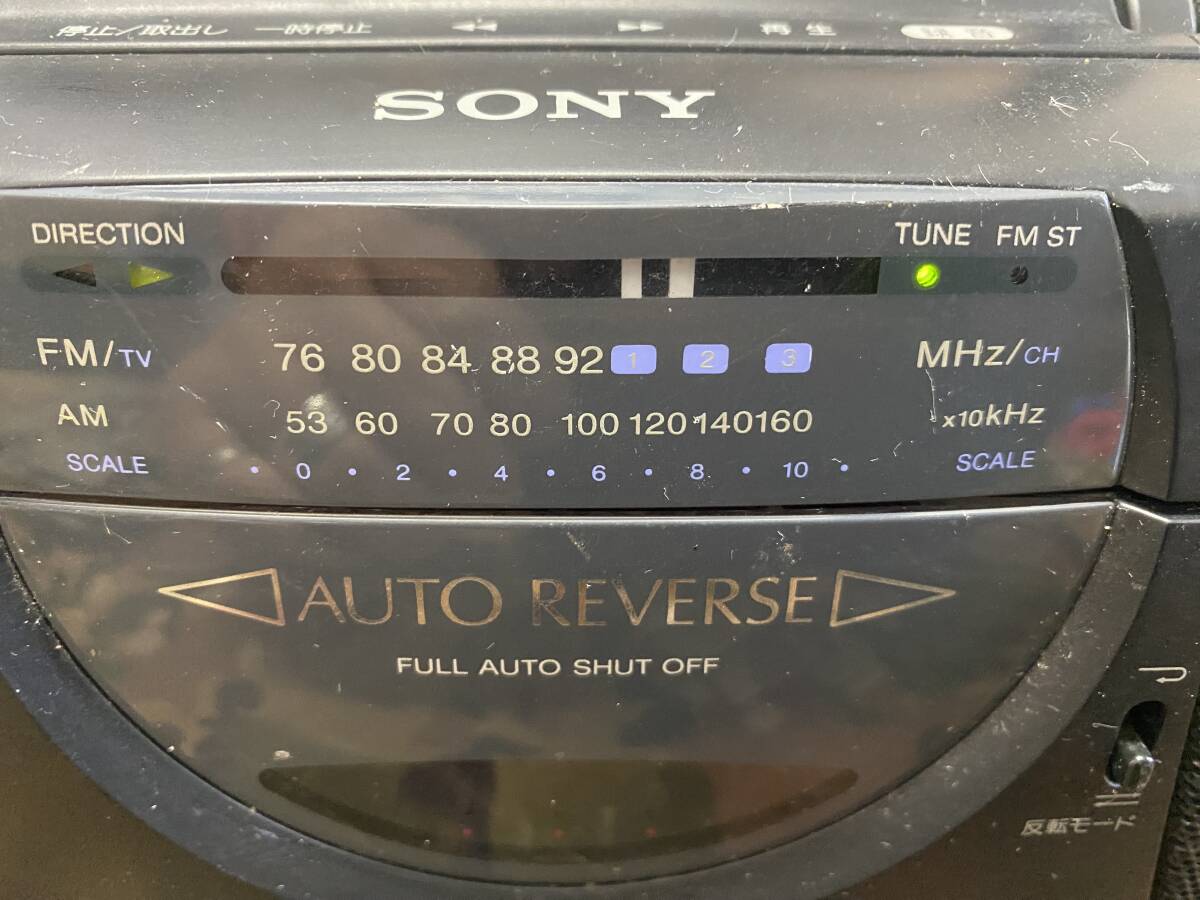 停止/取出し 一時停止 ◀◀ ▶▶ 再生 録音
SONY
DIRECTION TUNE FM ST
FM/TV 76 80 84 88 92 1 2 3 MHz/CH
AM 53 60 70 80 100 120 140 160 x10kHz
SCALE • 0 • 2 • 4 • 6 • 8 • 10 • SCALE
AUTO REVERSE
FULL AUTO SHUT OFF
反転モード